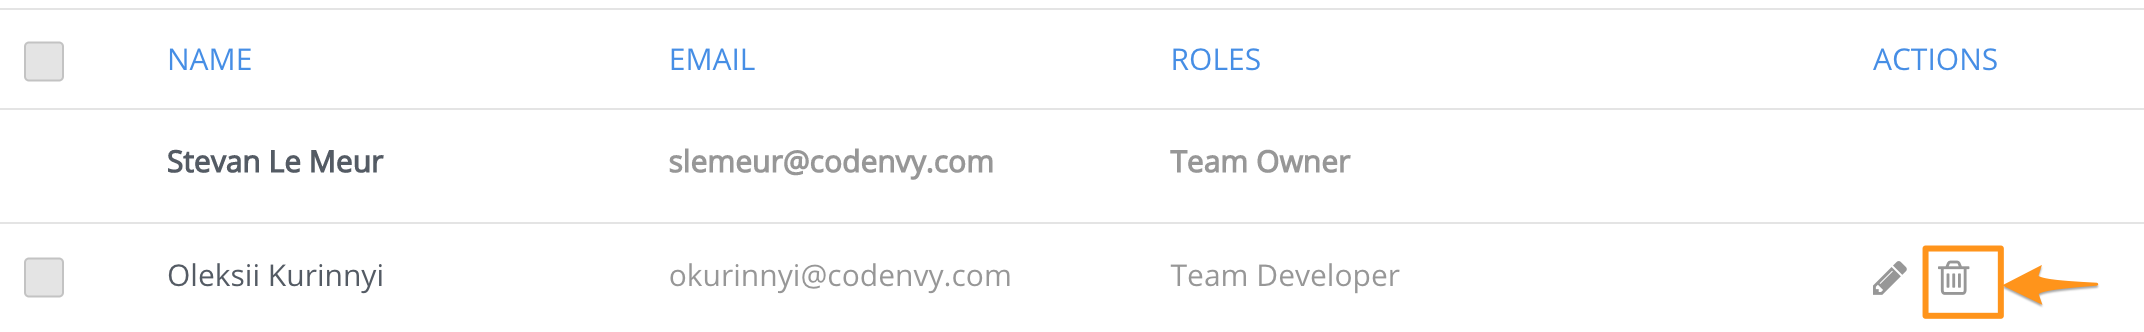 NAME EMAIL ROLES ACTIONS
Stevan Le Meur slemeur@codenvy.com Team Owner
Oleksii Kurinnyi okurinnyi@codenvy.com Team Developer